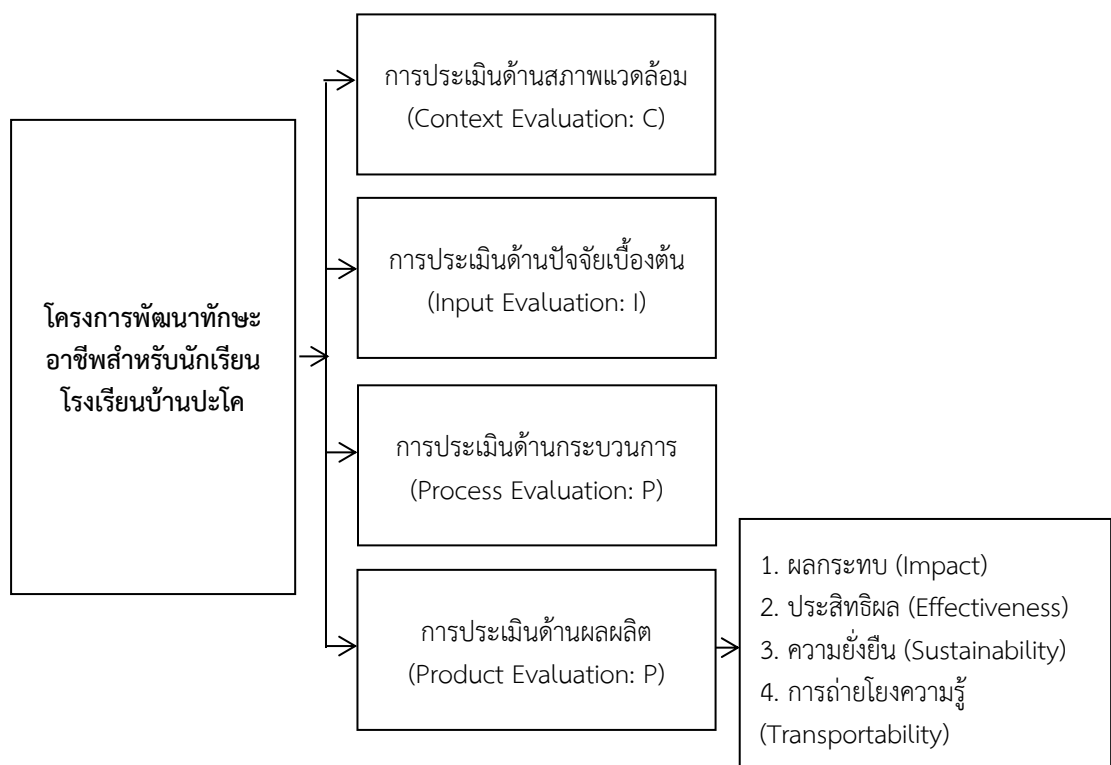 โครงการพัฒนาทักษะ
อาชีพสำหรับนักเรียน
โรงเรียนบ้านปะโค
การประเมินด้านสภาพแวดล้อม
(Context Evaluation: C)
การประเมินด้านปัจจัยเบื้องต้น
(Input Evaluation: I)
การประเมินด้านกระบวนการ
(Process Evaluation: P)
การประเมินด้านผลผลิต
(Product Evaluation: P)
1. ผลกระทบ (Impact)
2. ประสิทธิผล (Effectiveness)
3. ความยั่งยืน (Sustainability)
4. การถ่ายโยงความรู้
(Transportability)